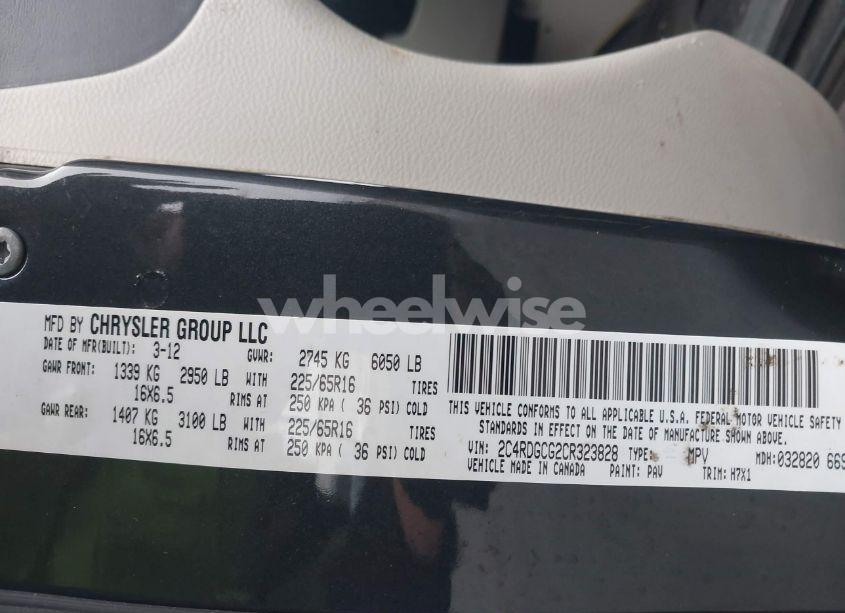 wheelwise
MFD BY CHRYSLER GROUP LLC
DATE OF MFR(BUILT): 3-12 GVWR: 2745 KG 6050 LB
GAWR FRONT: 1339 KG 2950 LB WITH 225/65R16 TIRES
16X6.5 RIMS AT 250 KPA ( 36 PSI) COLD
GAWR REAR: 1407 KG 3100 LB WITH 225/65R16 TIRES
16X6.5 RIMS AT 250 KPA ( 36 PSI) COLD
THIS VEHICLE CONFORMS TO ALL APPLICABLE U.S.A. FEDERAL MOTOR VEHICLE SAFETY
STANDARDS IN EFFECT ON THE DATE OF MANUFACTURE SHOWN ABOVE.
VIN: 2C4RDGCG2CR323828 TYPE: MPV MDH:032820 669
VEHICLE MADE IN CANADA PAINT: PAV TRIM: H7X1